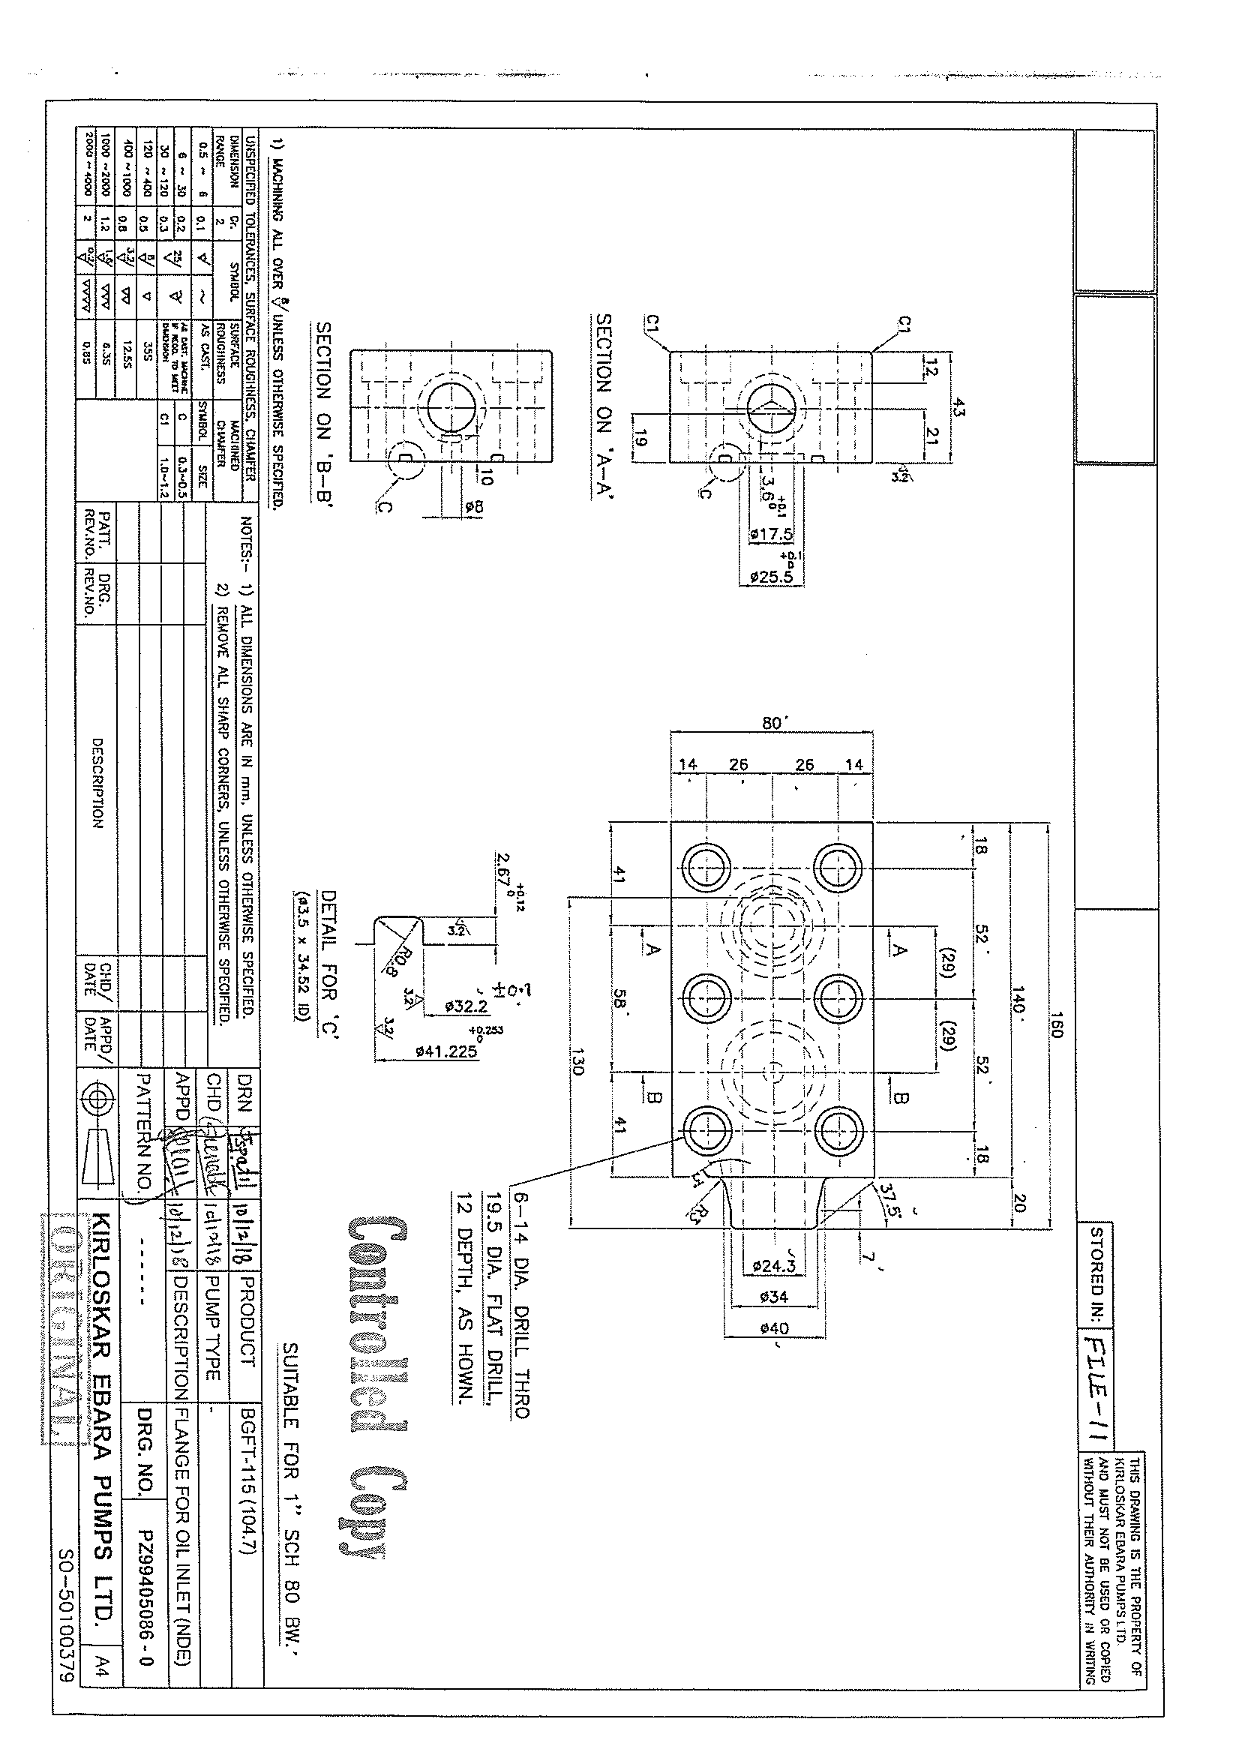 THIS DRAWING IS THE PROPERTY OF
KIRLOSKAR EBARA PUMPS LTD.
AND MUST NOT BE USED OR COPIED
WITHOUT THEIR AUTHORITY IN WRITING
STORED IN: FILE-11
C1
C1
12
43
21
19
3.2
C
3.6 +0.1 0
ø17.5
+0.1 0
ø25.5
SECTION ON 'A-A'
10
ø8
C
SECTION ON 'B-B'
160
140
20
18
52
52
18
(29)
(29)
80
14
26
26
14
A
A
B
B
41
58
41
130
37.5°
7
R3
ø24.3
ø34
ø40
6-14 DIA. DRILL THRO
19.5 DIA. FLAT DRILL,
12 DEPTH, AS HOWN.
2.67 +0.12 0
3.2
R0.8
3.2
±0.1
ø32.2
3.2
+0.253 0
ø41.225
DETAIL FOR 'C'
(ø3.5 x 34.52 ID)
Controlled Copy
SUITABLE FOR 1" SCH 80 BW.
1) MACHINING ALL OVER UNLESS OTHERWISE SPECIFIED.
UNSPECIFIED TOLERANCES, SURFACE ROUGHNESS, CHAMFER
DIMENSION RANGE
Gr. 2
SYMBOL
SURFACE ROUGHNESS
MACHINED CHAMFER
SYMBOL SIZE
0.5 ~ 6 0.1 ~ AS CAST.
6 ~ 30 0.2 25 AS CAST. MACHINE IF REQD. TO MEET DIMENSION C 0.3~0.5
30 ~ 120 0.3 C1 1.0~1.2
120 ~ 400 0.5 35S
400 ~1000 0.8 3.2 12.5S
1000 ~2000 1.2 1.6 6.3S
2000 ~ 4000 2 0.2 0.8S
NOTES:- 1) ALL DIMENSIONS ARE IN mm, UNLESS OTHERWISE SPECIFIED.
2) REMOVE ALL SHARP CORNERS, UNLESS OTHERWISE SPECIFIED.
PATT. REV.NO.
DRG. REV.NO.
DESCRIPTION
CHD/ DATE
APPD/ DATE
DRN 10/12/18 PRODUCT BGFT-115 (104.7)
CHD 10/12/18 PUMP TYPE -
APPD 10/12/18 DESCRIPTION FLANGE FOR OIL INLET (NDE)
PATTERN NO. ------ DRG. NO. PZ99405086 - 0
KIRLOSKAR EBARA PUMPS LTD. A4
ORIGINAL
SO-50100379